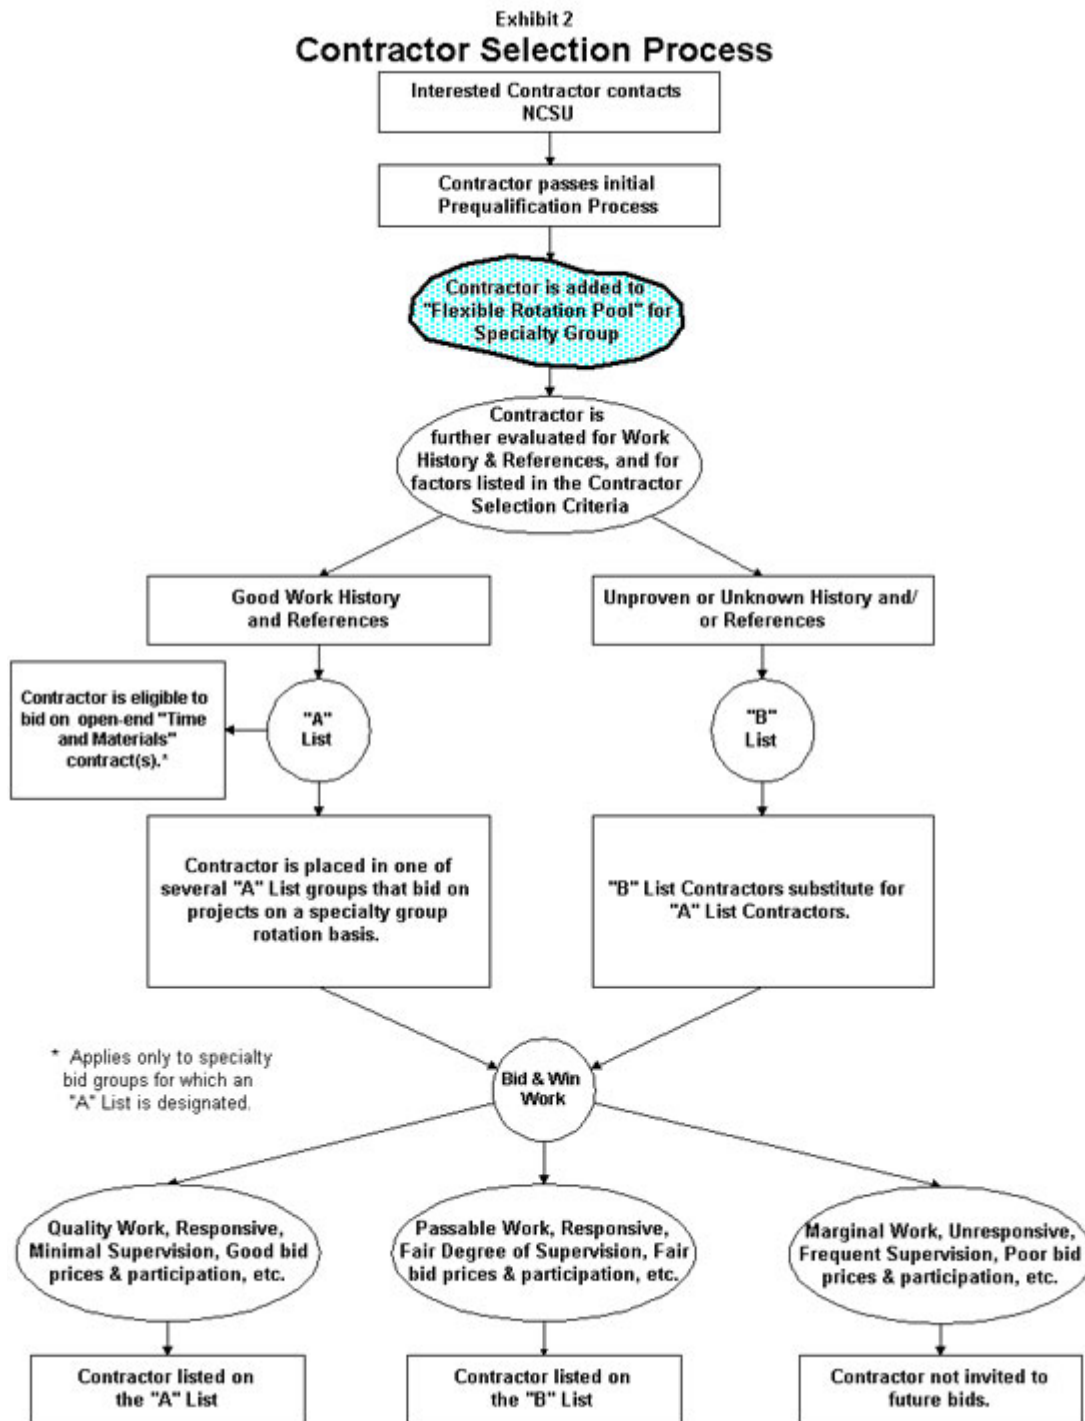 Exhibit 2
Contractor Selection Process
Interested Contractor contacts
NCSU
Contractor passes initial
Prequalification Process
Contractor is added to
"Flexible Rotation Pool" for
Specialty Group
Contractor is
further evaluated for Work
History & References, and for
factors listed in the Contractor
Selection Criteria
Good Work History
and References
Unproven or Unknown History and/
or References
Contractor is eligible to
bid on open-end "Time
and Materials"
contract(s).*
"A"
List
"B"
List
Contractor is placed in one of
several "A" List groups that bid on
projects on a specialty group
rotation basis.
"B" List Contractors substitute for
"A" List Contractors.
* Applies only to specialty
bid groups for which an
"A" List is designated.
Bid & Win
Work
Quality Work, Responsive,
Minimal Supervision, Good bid
prices & participation, etc.
Passable Work, Responsive,
Fair Degree of Supervision, Fair
bid prices & participation, etc.
Marginal Work, Unresponsive,
Frequent Supervision, Poor bid
prices & participation, etc.
Contractor listed on
the "A" List
Contractor listed on
the "B" List
Contractor not invited to
future bids.